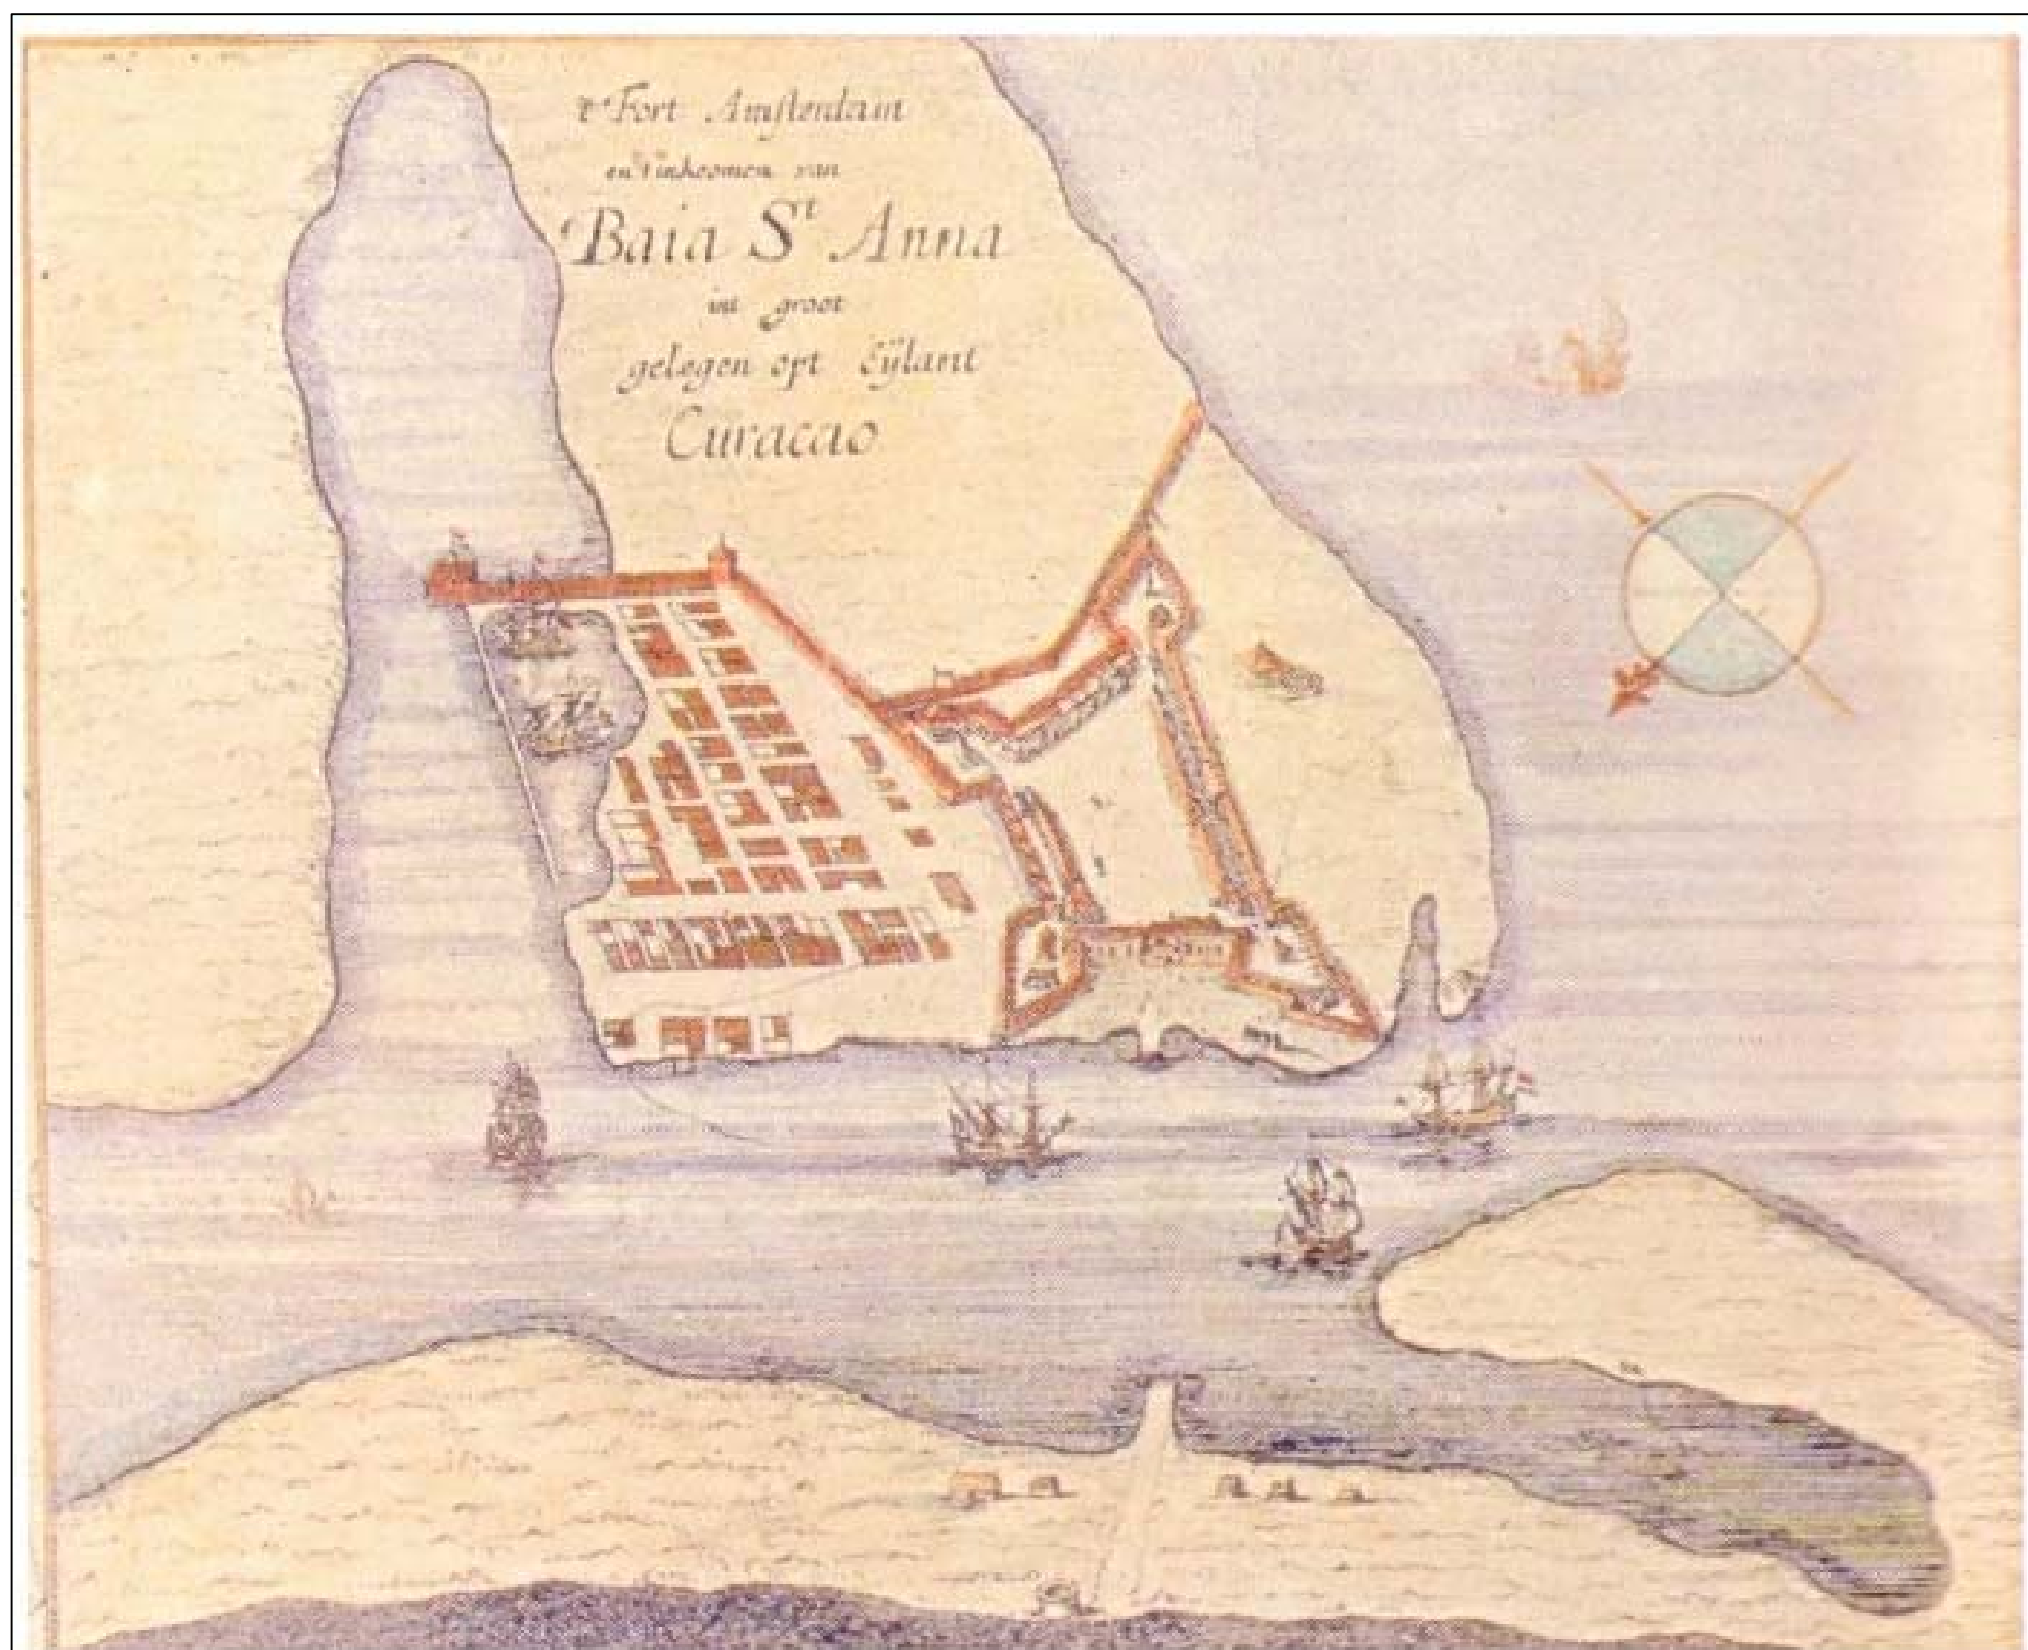 't Fort Amsterdam
en 't inkoomen van
Baia St Anna
int groot
gelegen opt Eylant
Curacao